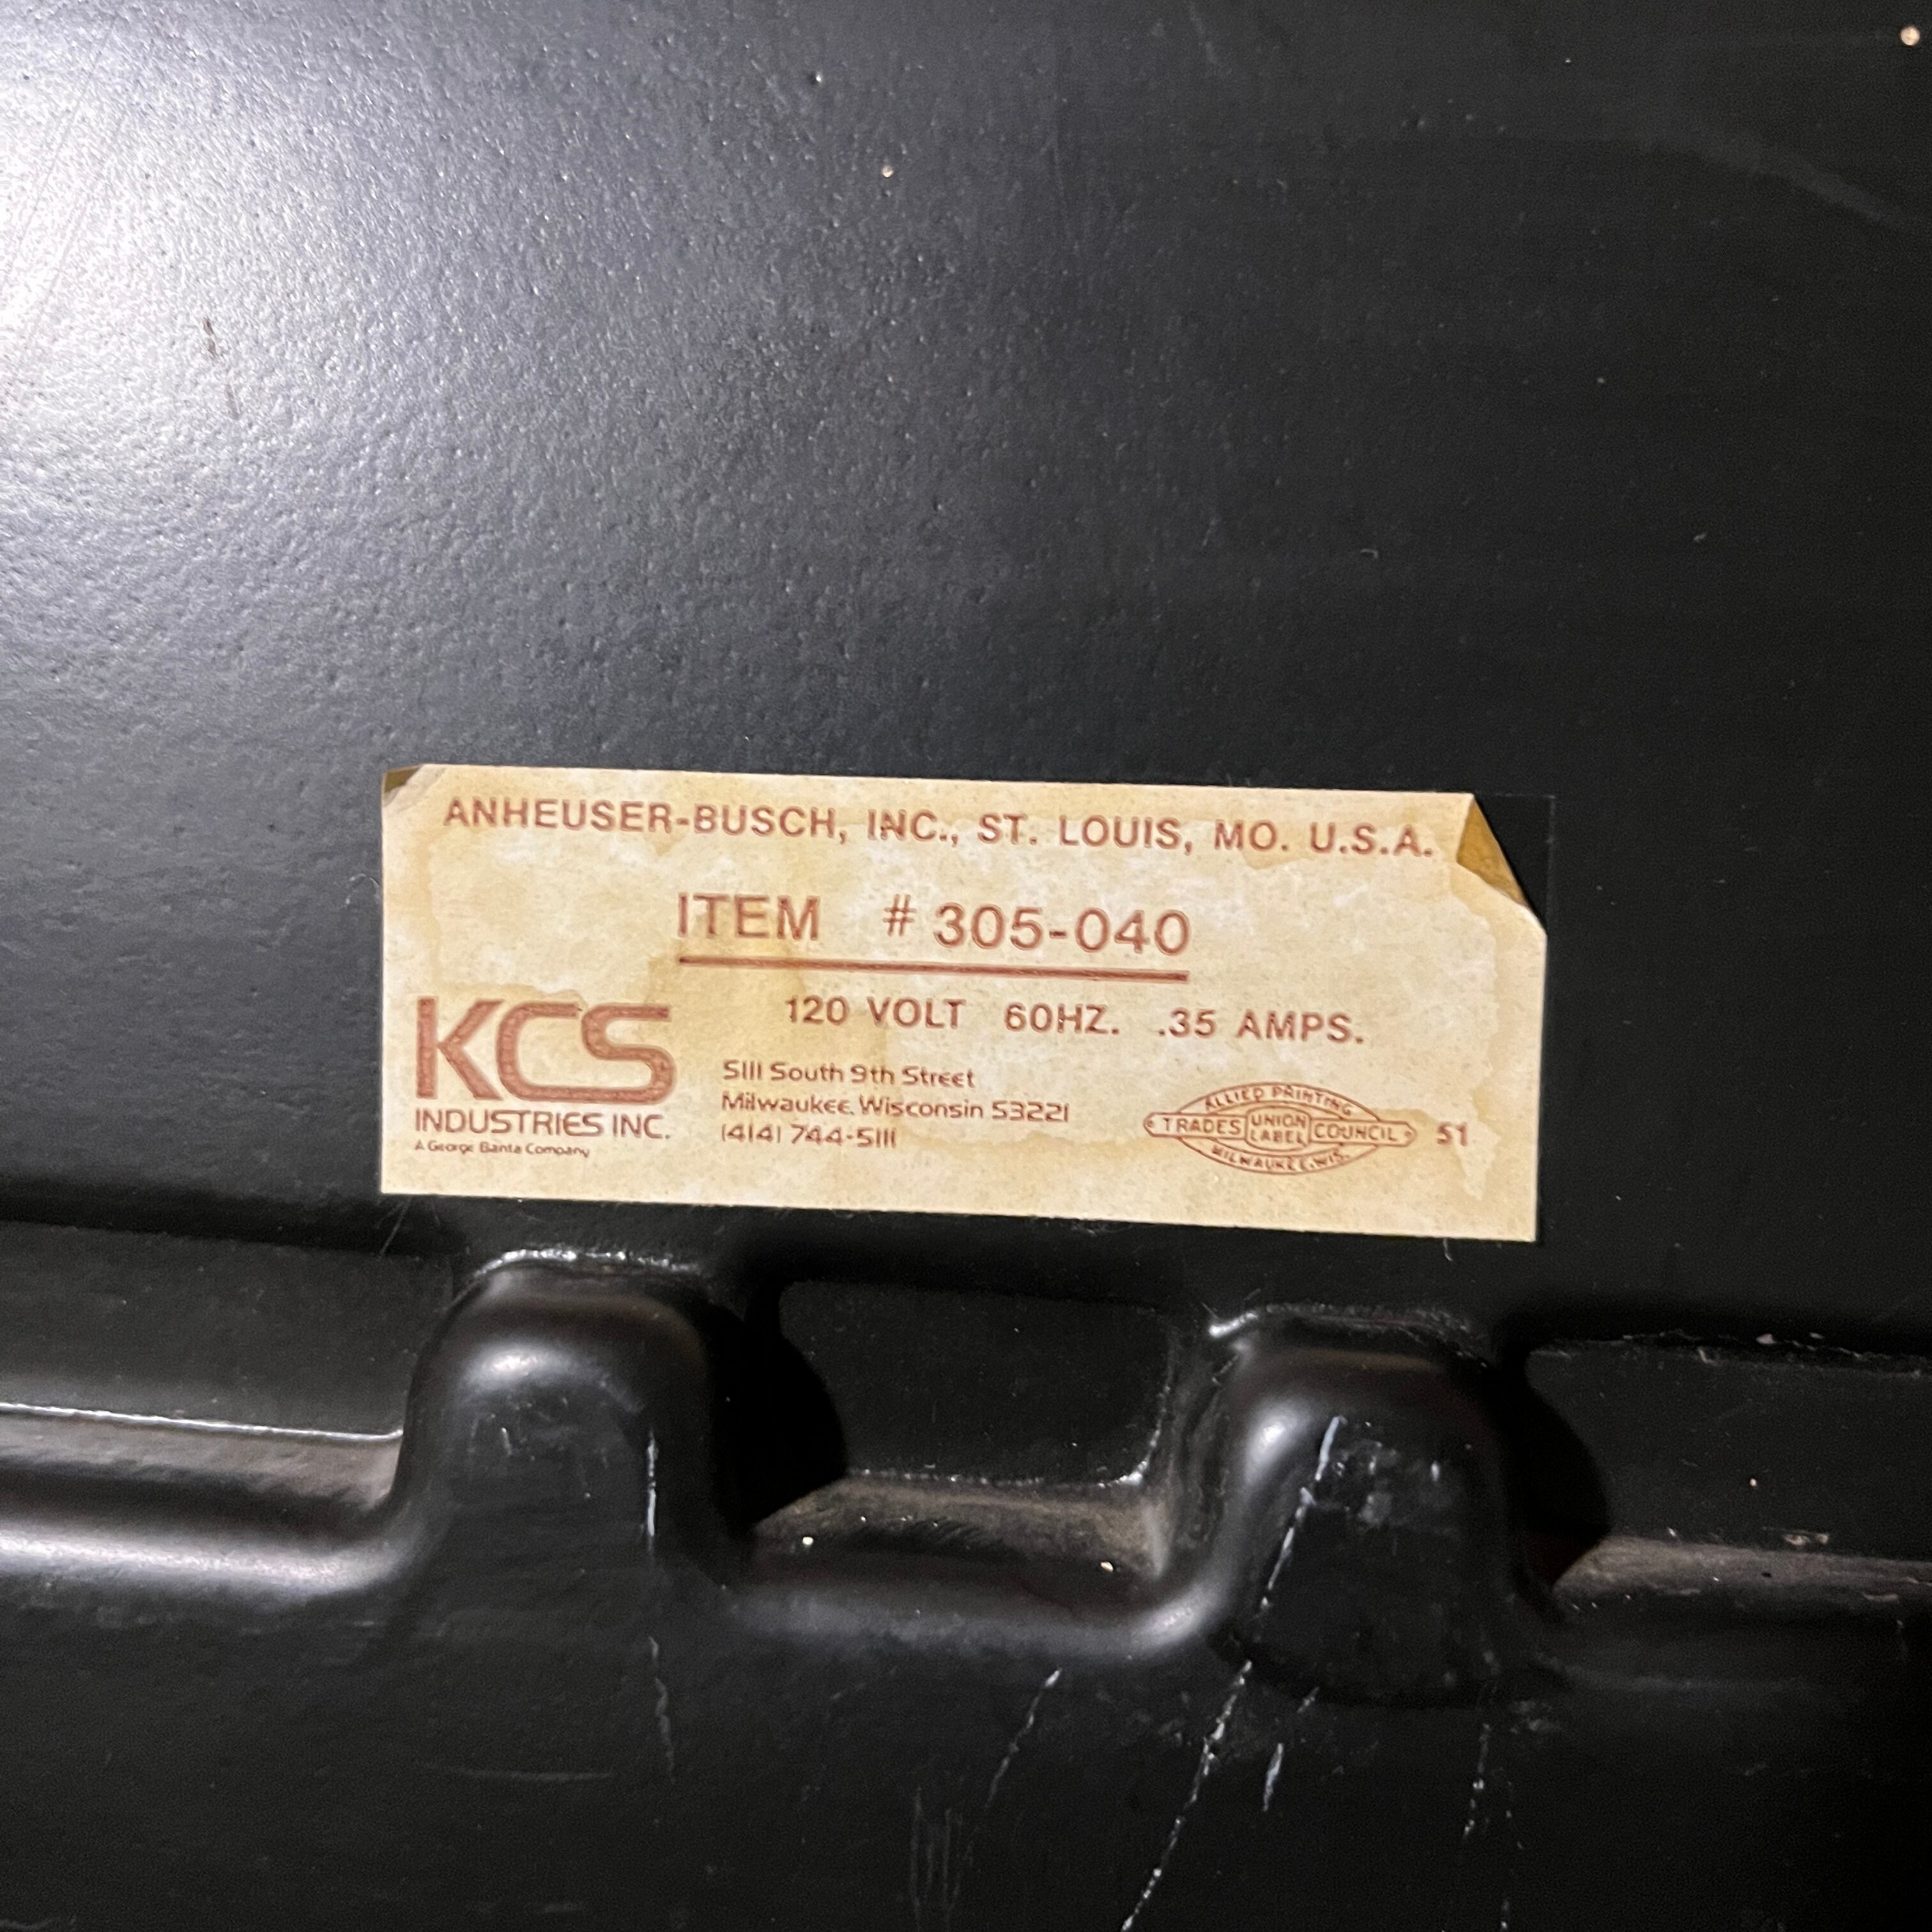 ANHEUSER-BUSCH, INC., ST. LOUIS, MO. U.S.A.
ITEM # 305-040
120 VOLT 60HZ. .35 AMPS.
KCS
INDUSTRIES INC.
A George Banta Company
5111 South 9th Street
Milwaukee, Wisconsin 53221
(414) 744-5111
ALLIED PRINTING
TRADES UNION LABEL COUNCIL
MILWAUKEE, WIS.
51